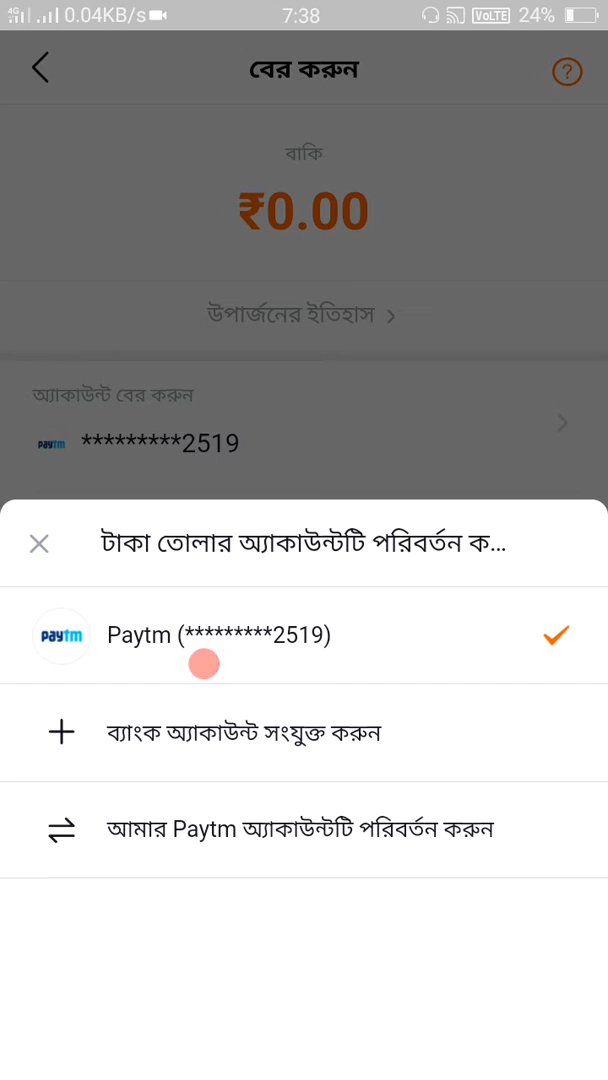 4G 0.04KB/s 7:38 VoLTE 24%
বের করুন
?
বাকি
₹0.00
উপার্জনের ইতিহাস
অ্যাকাউন্ট বের করুন
paytm *********2519
টাকা তোলার অ্যাকাউন্টটি পরিবর্তন ক...
paytm Paytm (*********2519)
ব্যাংক অ্যাকাউন্ট সংযুক্ত করুন
আমার Paytm অ্যাকাউন্টটি পরিবর্তন করুন